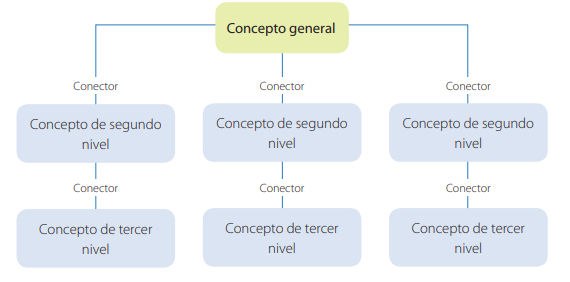 Concepto general
Conector
Conector
Conector
Concepto de segundo
nivel
Concepto de segundo
nivel
Concepto de segundo
nivel
Conector
Conector
Conector
Concepto de tercer
nivel
Concepto de tercer
nivel
Concepto de tercer
nivel